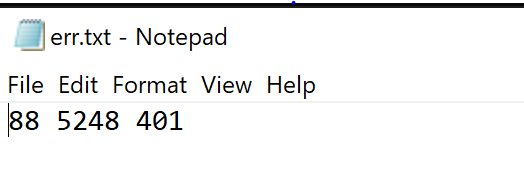 err.txt - Notepad
File Edit Format View Help
88 5248 401